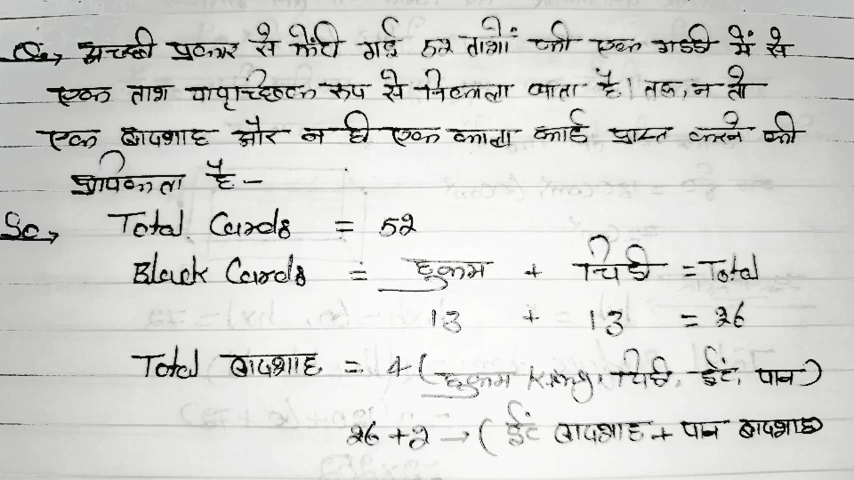 Q, अच्छी प्रकार से फेंटी गई 52 ताशों की एक गड्डी में से
एक ताश यादृच्छिक रूप से निकाला जाता है। तब, न तो
एक बादशाह और न ही एक काला कार्ड प्राप्त करने की
प्रायिकता है -
So, Total Cards = 52
Black Cards = हुकुम + चिड़ी = Total
13 + 13 = 26
Total बादशाह = 4 (हुकुम King, चिड़ी, ईंट, पान)
26 + 2 → (ईंट बादशाह + पान बादशाह